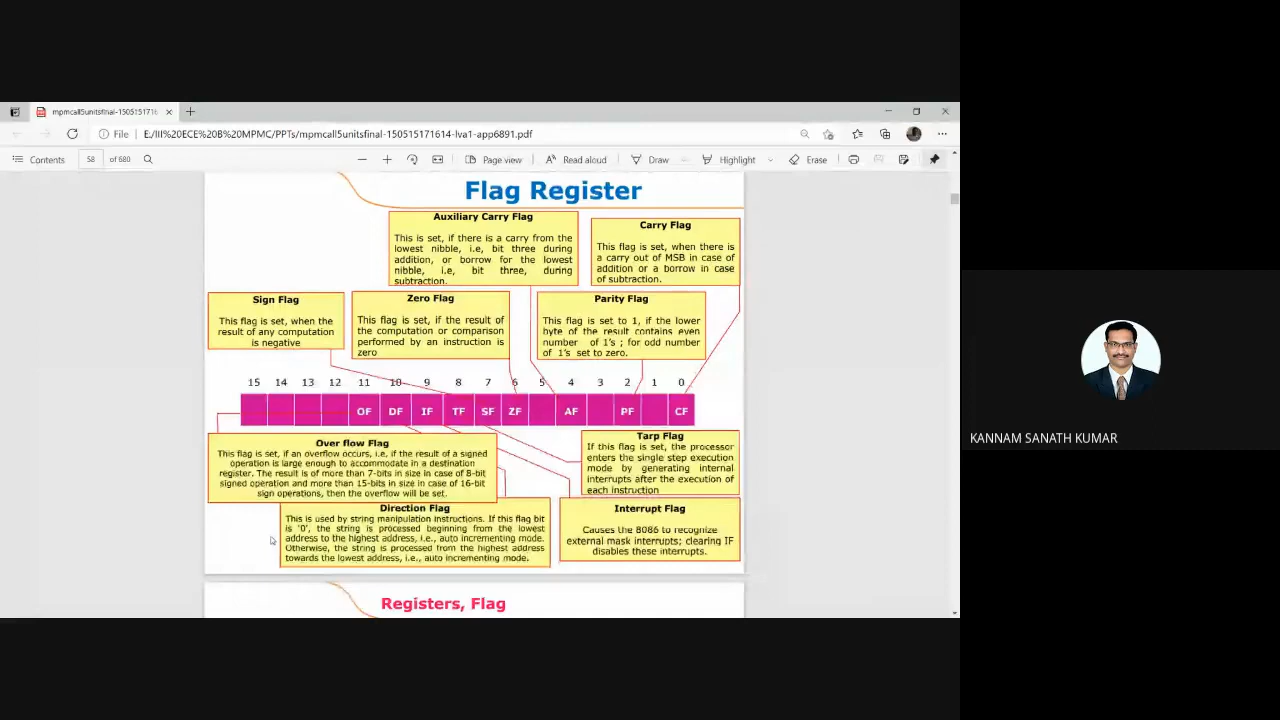 mpmcall5unitsfinal-1505151716
File
E:/III%20ECE%20B%20MPMC/PPTs/mpmcall5unitsfinal-150515171614-lva1-app6891.pdf
Contents
58
of 680
Page view
Read aloud
Draw
Highlight
Erase
Flag Register
Auxiliary Carry Flag
This is set, if there is a carry from the
lowest nibble, i.e, bit three during
addition, or borrow for the lowest
nibble, i.e, bit three, during
subtraction.
Carry Flag
This flag is set, when there is
a carry out of MSB in case of
addition or a borrow in case
of subtraction.
Sign Flag
This flag is set, when the
result of any computation
is negative
Zero Flag
This flag is set, if the result of
the computation or comparison
performed by an instruction is
zero
Parity Flag
This flag is set to 1, if the lower
byte of the result contains even
number of 1's ; for odd number
of 1's set to zero.
15 14 13 12 11 10 9 8 7 6 5 4 3 2 1 0
OF DF IF TF SF ZF AF PF CF
Over flow Flag
This flag is set, if an overflow occurs, i.e, if the result of a signed
operation is large enough to accommodate in a destination
register. The result is of more than 7-bits in size in case of 8-bit
signed operation and more than 15-bits in size in case of 16-bit
sign operations, then the overflow will be set.
Tarp Flag
If this flag is set, the processor
enters the single step execution
mode by generating internal
interrupts after the execution of
each instruction
Direction Flag
This is used by string manipulation instructions. If this flag bit
is '0', the string is processed beginning from the lowest
address to the highest address, i.e., auto incrementing mode.
Otherwise, the string is processed from the highest address
towards the lowest address, i.e., auto incrementing mode.
Interrupt Flag
Causes the 8086 to recognize
external mask interrupts; clearing IF
disables these interrupts.
Registers, Flag
KANNAM SANATH KUMAR